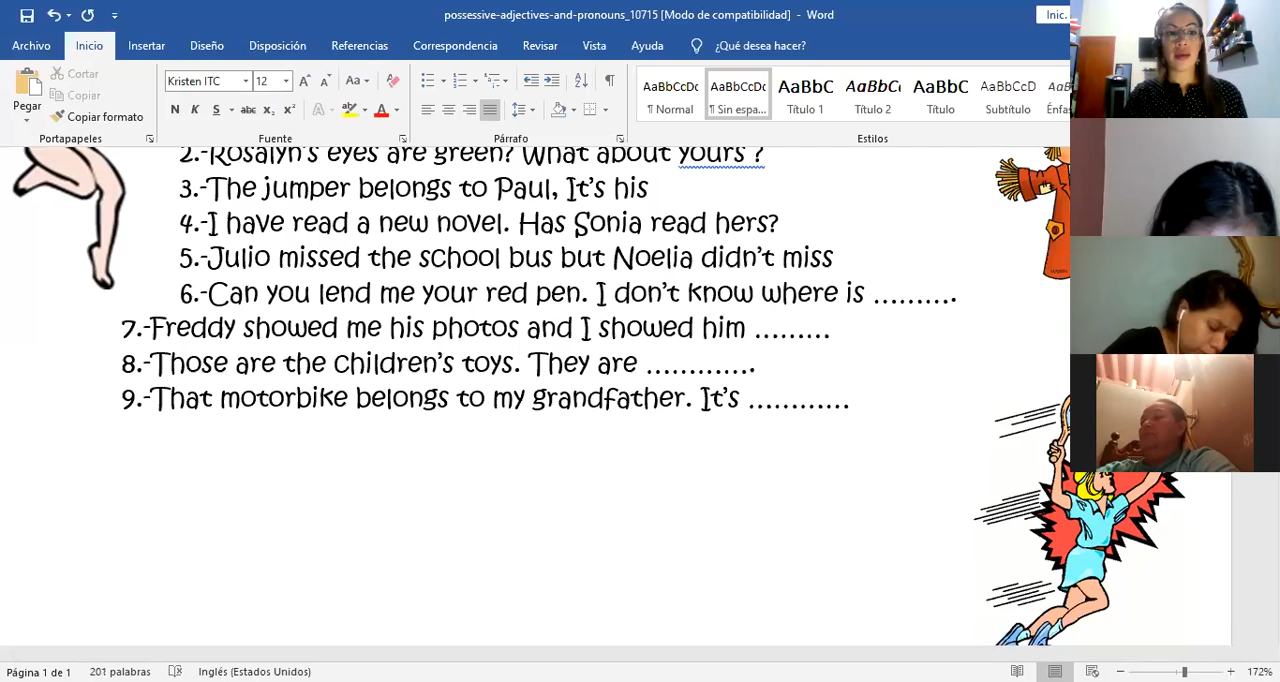 possessive-adjectives-and-pronouns_10715 [Modo de compatibilidad] - Word
Inic.
Archivo Inicio Insertar Diseño Disposición Referencias Correspondencia Revisar Vista Ayuda ¿Qué desea hacer?
Pegar
Cortar
Copiar
Copiar formato
Portapapeles
Kristen ITC 12
N K S abc x₂ x²
Fuente
Párrafo
AaBbCcDc AaBbCcDc AaBbC AaBbCcD AaBbC AaBbCcD
¶ Normal ¶ Sin espa... Título 1 Título 2 Título Subtítulo Énfas
Estilos
2.-Rosalyn's eyes are green? What about yours ?
3.-The jumper belongs to Paul, It's his
4.-I have read a new novel. Has Sonia read hers?
5.-Julio missed the school bus but Noelia didn't miss
6.-Can you lend me your red pen. I don't know where is ..........
7.-Freddy showed me his photos and I showed him .........
8.-Those are the children's toys. They are .............
9.-That motorbike belongs to my grandfather. It's ............
Página 1 de 1 201 palabras Inglés (Estados Unidos) 172%